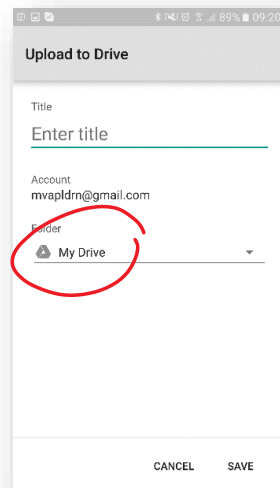 89% 09:20
Upload to Drive
Title
Enter title
Account
mvapldrn@gmail.com
Folder
My Drive
CANCEL SAVE